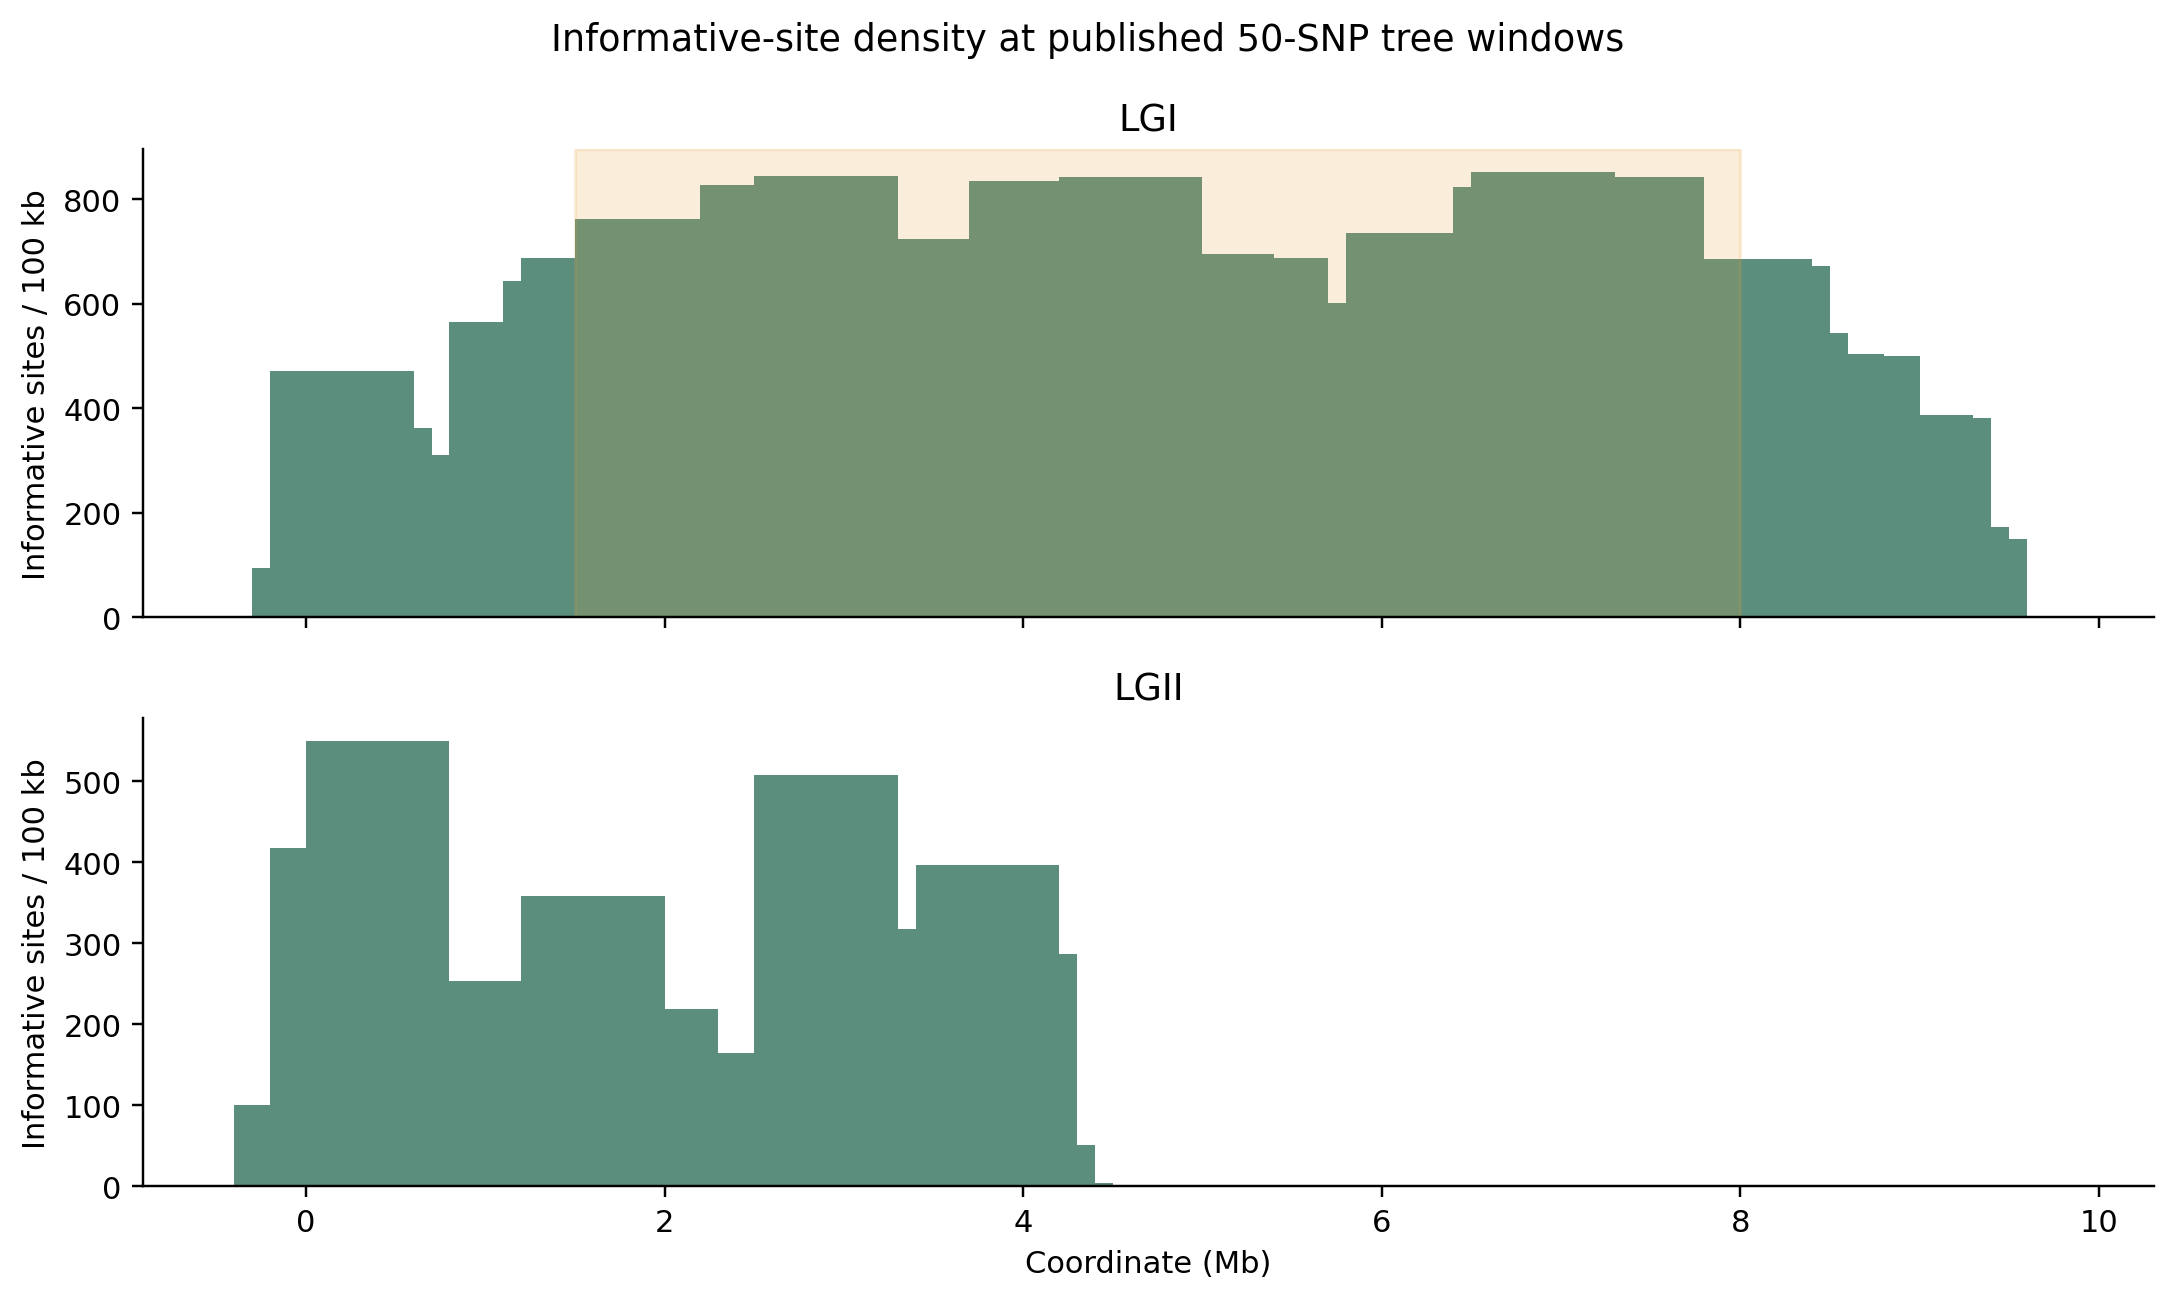 Informative-site density at published 50-SNP tree windows
LGI
Informative sites / 100 kb
800
600
400
200
0
LGII
Informative sites / 100 kb
500
400
300
200
100
0
0 2 4 6 8 10
Coordinate (Mb)